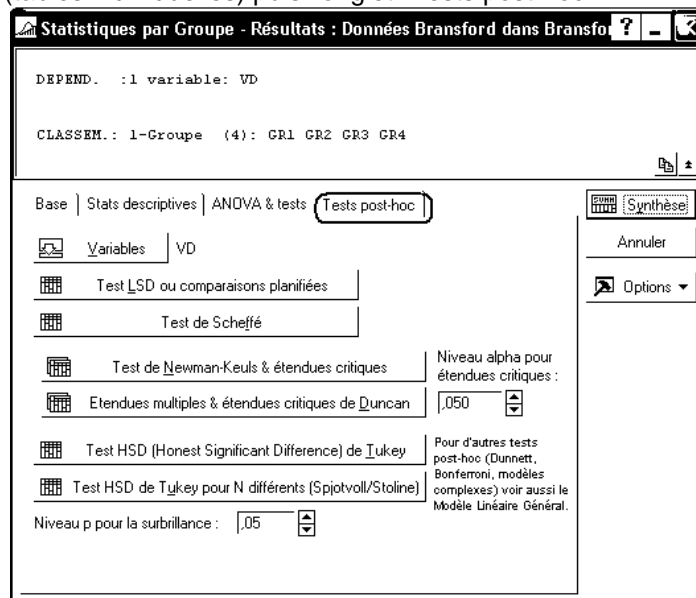 Statistiques par Groupe - Résultats : Données Bransford dans Bransfo
DEPEND. :1 variable: VD
CLASSEM.: 1-Groupe (4): GR1 GR2 GR3 GR4
Base
Stats descriptives
ANOVA & tests
Tests post-hoc
Synthèse
Variables
VD
Annuler
Test LSD ou comparaisons planifiées
Options
Test de Scheffé
Test de Newman-Keuls & étendues critiques
Niveau alpha pour
étendues critiques :
Etendues multiples & étendues critiques de Duncan
,050
Test HSD (Honest Significant Difference) de Tukey
Test HSD de Tukey pour N différents (Spjotvoll/Stoline)
Pour d'autres tests
post-hoc (Dunnett,
Bonferroni, modèles
complexes) voir aussi le
Modèle Linéaire Général.
Niveau p pour la surbrillance : ,05